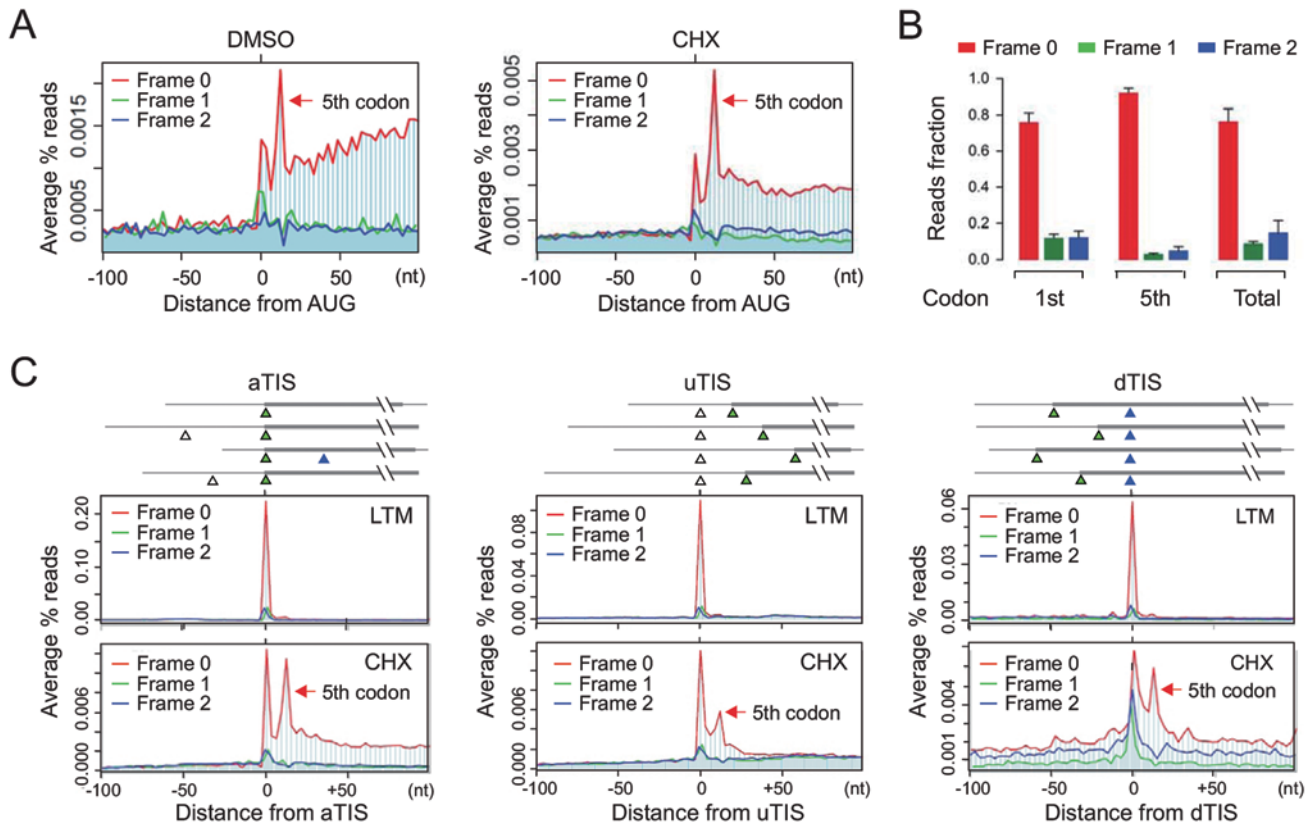 A
DMSO
Frame 0
Frame 1
Frame 2
5th codon
Average % reads
0.0015
0.0005
-100
-50
0
50
(nt)
Distance from AUG
CHX
Frame 0
Frame 1
Frame 2
5th codon
Average % reads
0.005
0.003
0.001
-100
-50
0
50
(nt)
Distance from AUG
B
Frame 0
Frame 1
Frame 2
Reads fraction
1.0
0.8
0.6
0.4
0.2
0.0
Codon
1st
5th
Total
C
aTIS
LTM
Frame 0
Frame 1
Frame 2
0.20
0.10
0.00
Average % reads
CHX
Frame 0
Frame 1
Frame 2
5th codon
0.006
0.000
-100
-50
0
+50
(nt)
Distance from aTIS
uTIS
LTM
Frame 0
Frame 1
Frame 2
0.08
0.04
0.00
Average % reads
CHX
Frame 0
Frame 1
Frame 2
5th codon
0.006
0.000
-100
-50
0
+50
(nt)
Distance from uTIS
dTIS
LTM
Frame 0
Frame 1
Frame 2
0.06
0.03
0.00
Average % reads
CHX
Frame 0
Frame 1
Frame 2
5th codon
0.004
0.001
-100
-50
0
+50
(nt)
Distance from dTIS